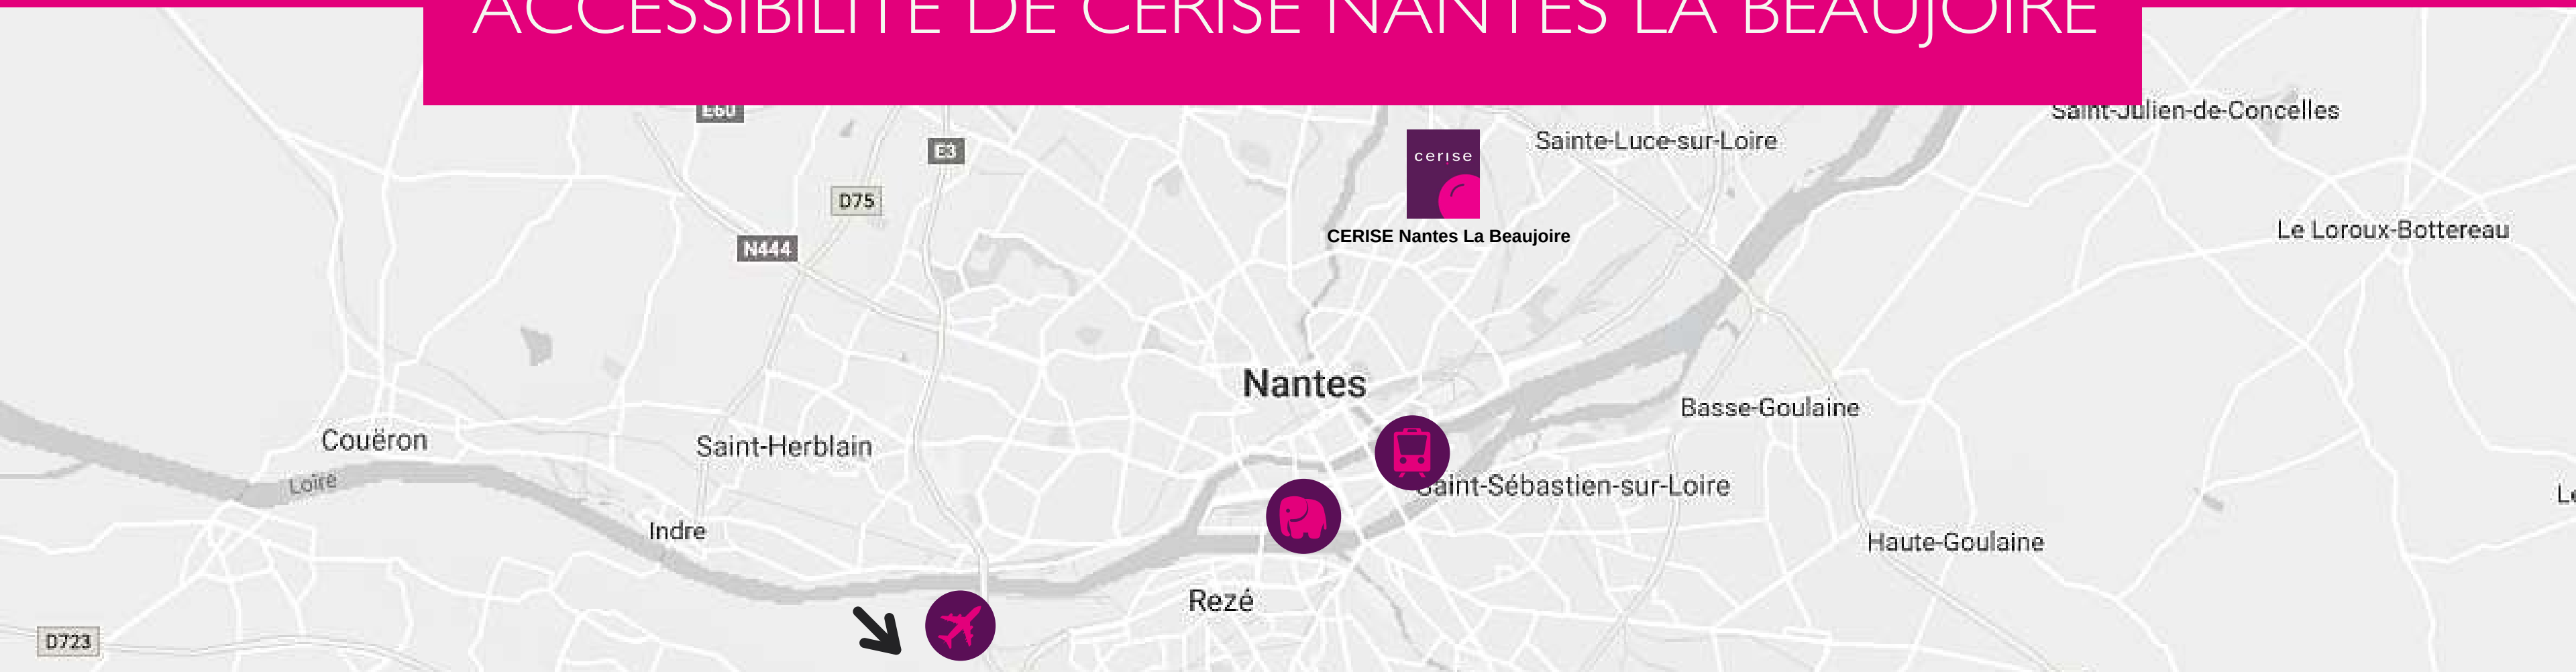 ACCESSIBILITÉ DE CERISE NANTES LA BEAUJOIRE
E60
Saint-Julien-de-Concelles
E3
Sainte-Luce-sur-Loire
cerise
D75
Le Loroux-Bottereau
CERISE Nantes La Beaujoire
N444
Nantes
Basse-Goulaine
Couëron
Saint-Herblain
Loire
Saint-Sébastien-sur-Loire
Indre
Haute-Goulaine
Rezé
D723